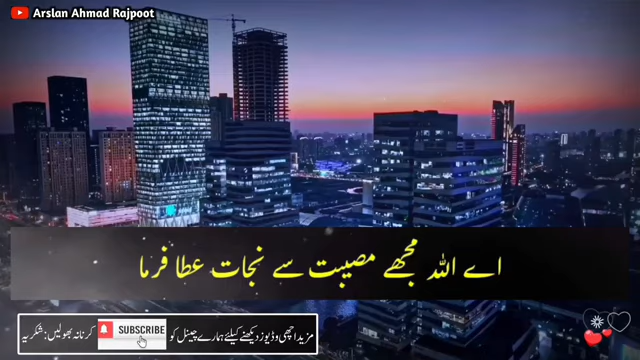 Arslan Ahmad Rajpoot
اے اللہ مجھے مصیبت سے نجات عطا فرما
مزید اچھی وڈیوز دیکھنے کیلئے ہمارے چینل کو SUBSCRIBE کرنا نہ بھولیں: شکریہ